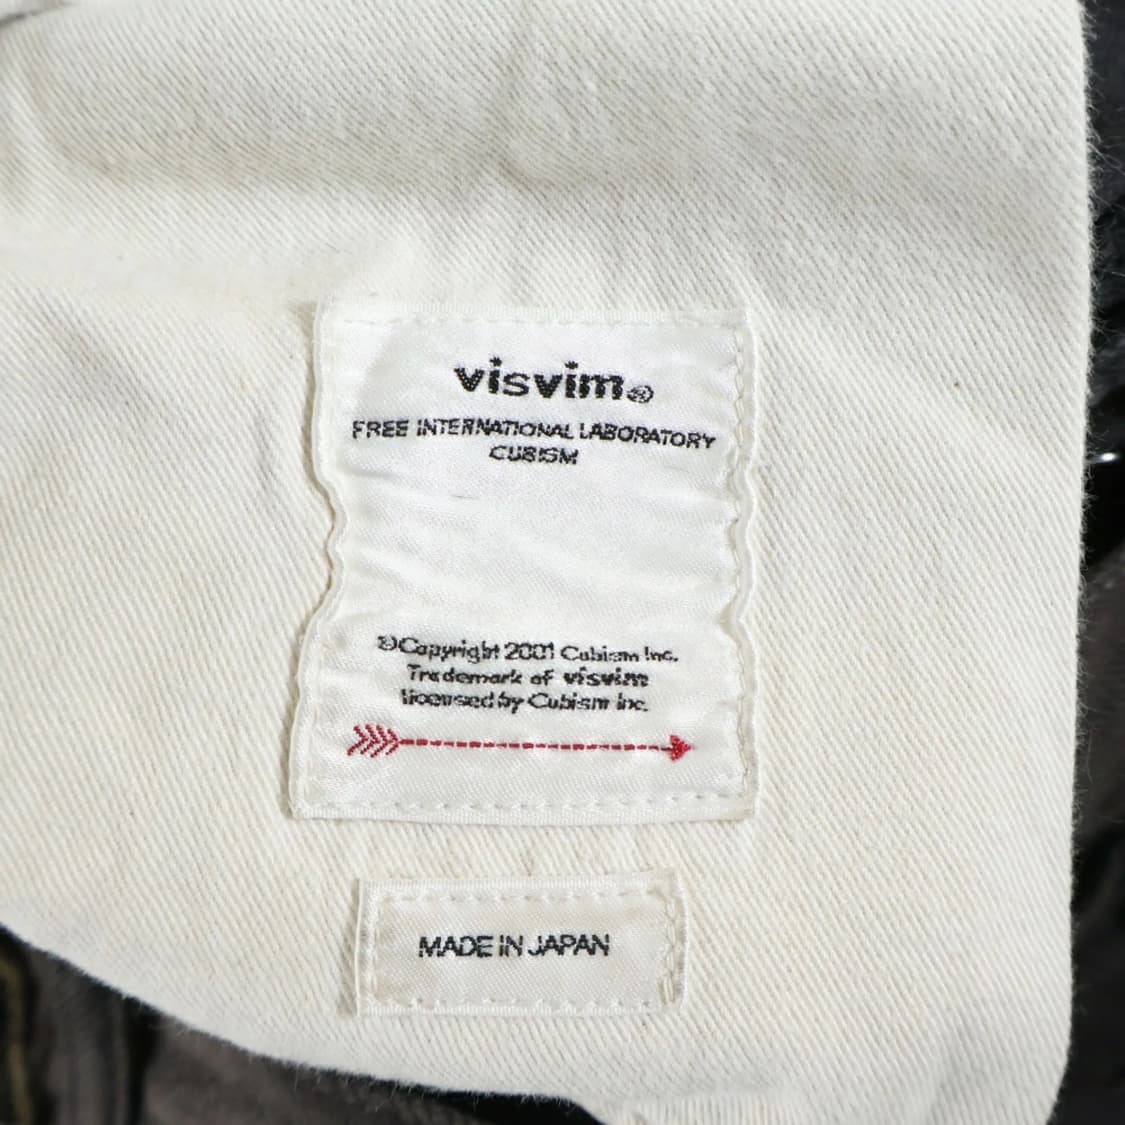 visvim®
FREE INTERNATIONAL LABORATORY
CUBISM
©Copyright 2001 Cubism Inc.
Trademark of visvim
licensed by Cubism Inc.
MADE IN JAPAN